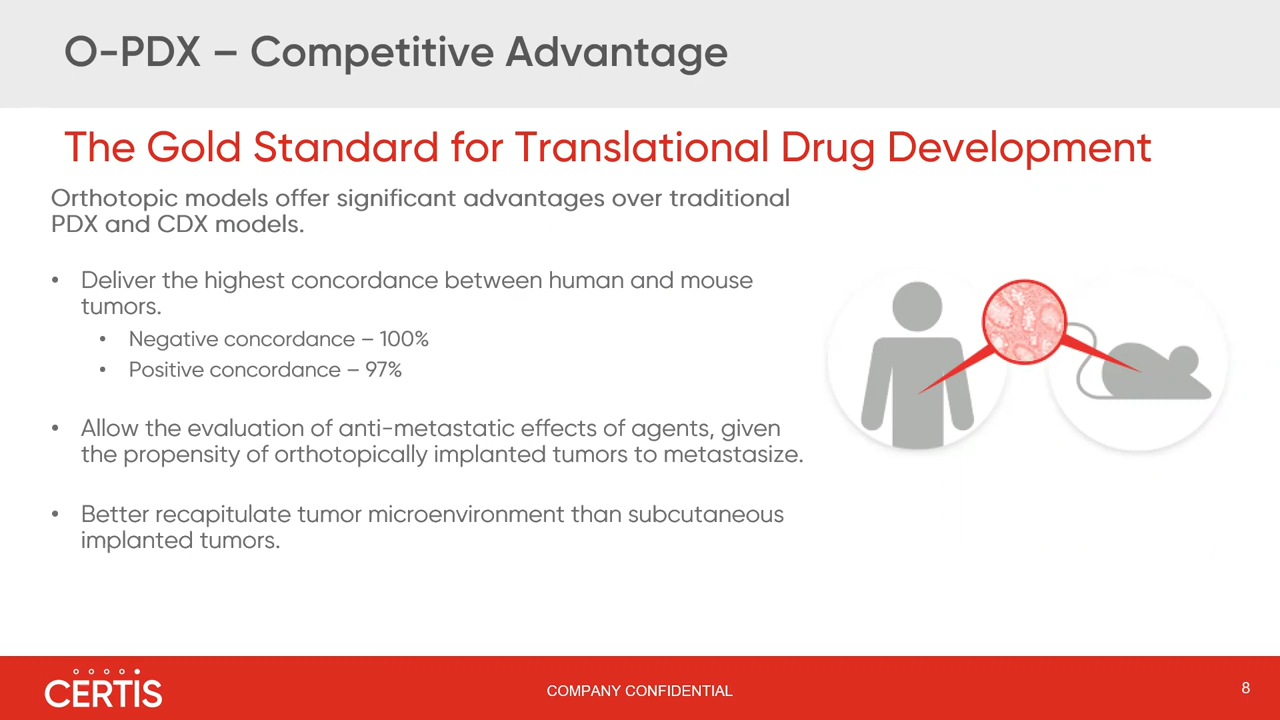 O-PDX – Competitive Advantage
The Gold Standard for Translational Drug Development
Orthotopic models offer significant advantages over traditional
PDX and CDX models.
• Deliver the highest concordance between human and mouse
tumors.
• Negative concordance – 100%
• Positive concordance – 97%
• Allow the evaluation of anti-metastatic effects of agents, given
the propensity of orthotopically implanted tumors to metastasize.
• Better recapitulate tumor microenvironment than subcutaneous
implanted tumors.
CERTIS
COMPANY CONFIDENTIAL
8